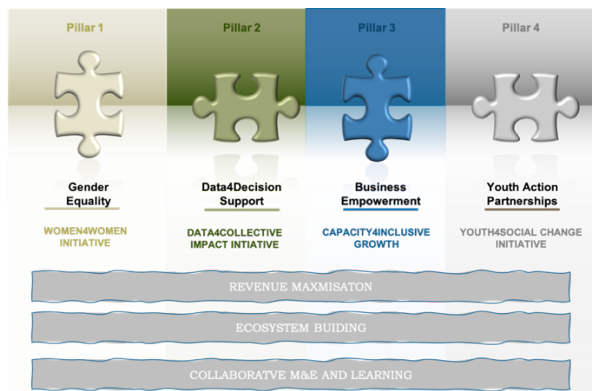 Pillar 1
Pillar 2
Pillar 3
Pillar 4
Gender
Equality
Data4Decision
Support
Business
Empowerment
Youth Action
Partnerships
WOMEN4WOMEN
INITIATIVE
DATA4COLLECTIVE
IMPACT INTIATIVE
CAPACITY4INCLUSIVE
GROWTH
YOUTH4SOCIAL CHANGE
INITIATIVE
REVENUE MAXMISATON
ECOSYSTEM BUIDING
COLLABORATVE M&E AND LEARNING